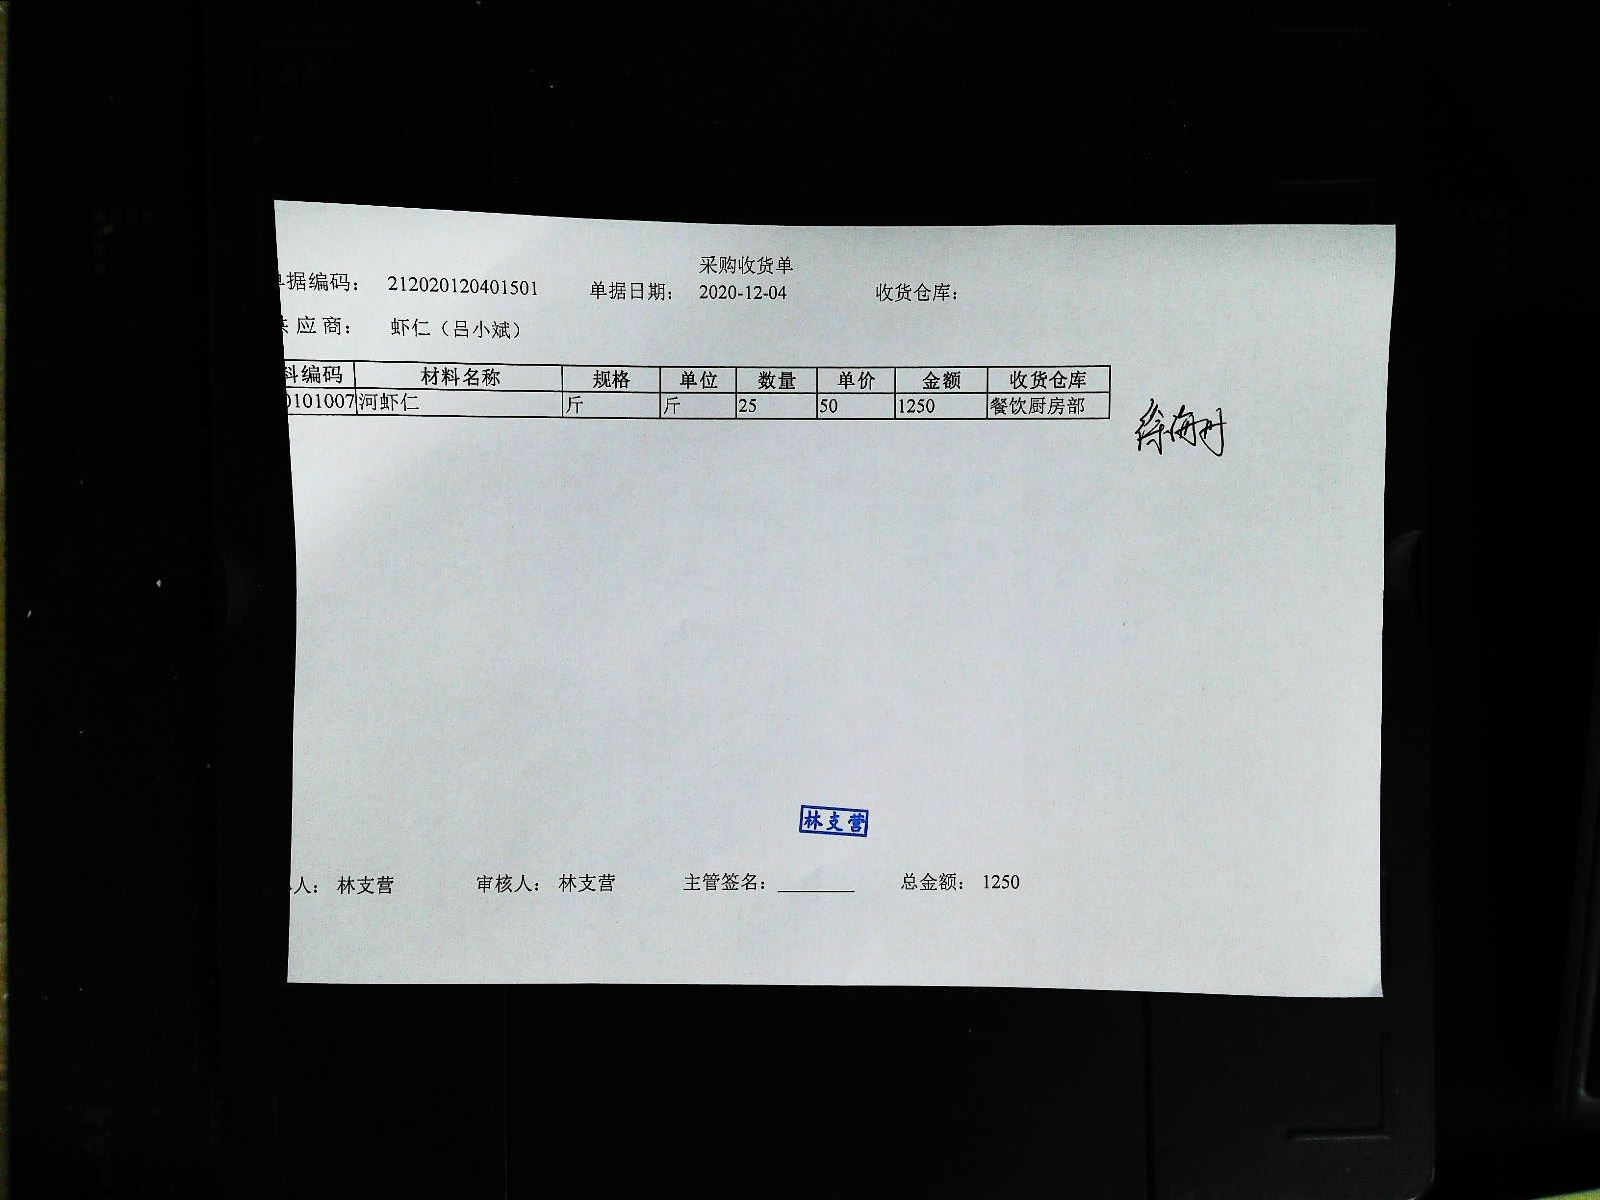 采购收货单
单据编码： 212020120401501 单据日期： 2020-12-04 收货仓库：
供应商： 虾仁（吕小斌）
料编码 材料名称 规格 单位 数量 单价 金额 收货仓库
0101007 河虾仁 斤 斤 25 50 1250 餐饮厨房部
林支营
人： 林支营 审核人： 林支营 主管签名：________ 总金额： 1250